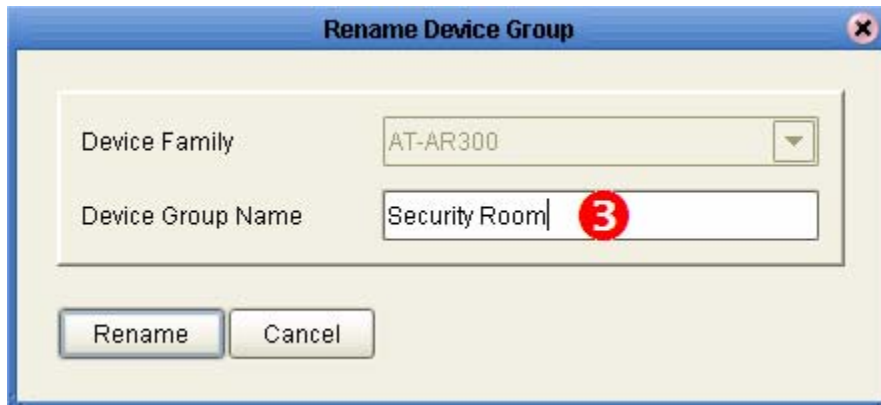 Rename Device Group
Device Family AT-AR300
Device Group Name Security Room 3
Rename Cancel